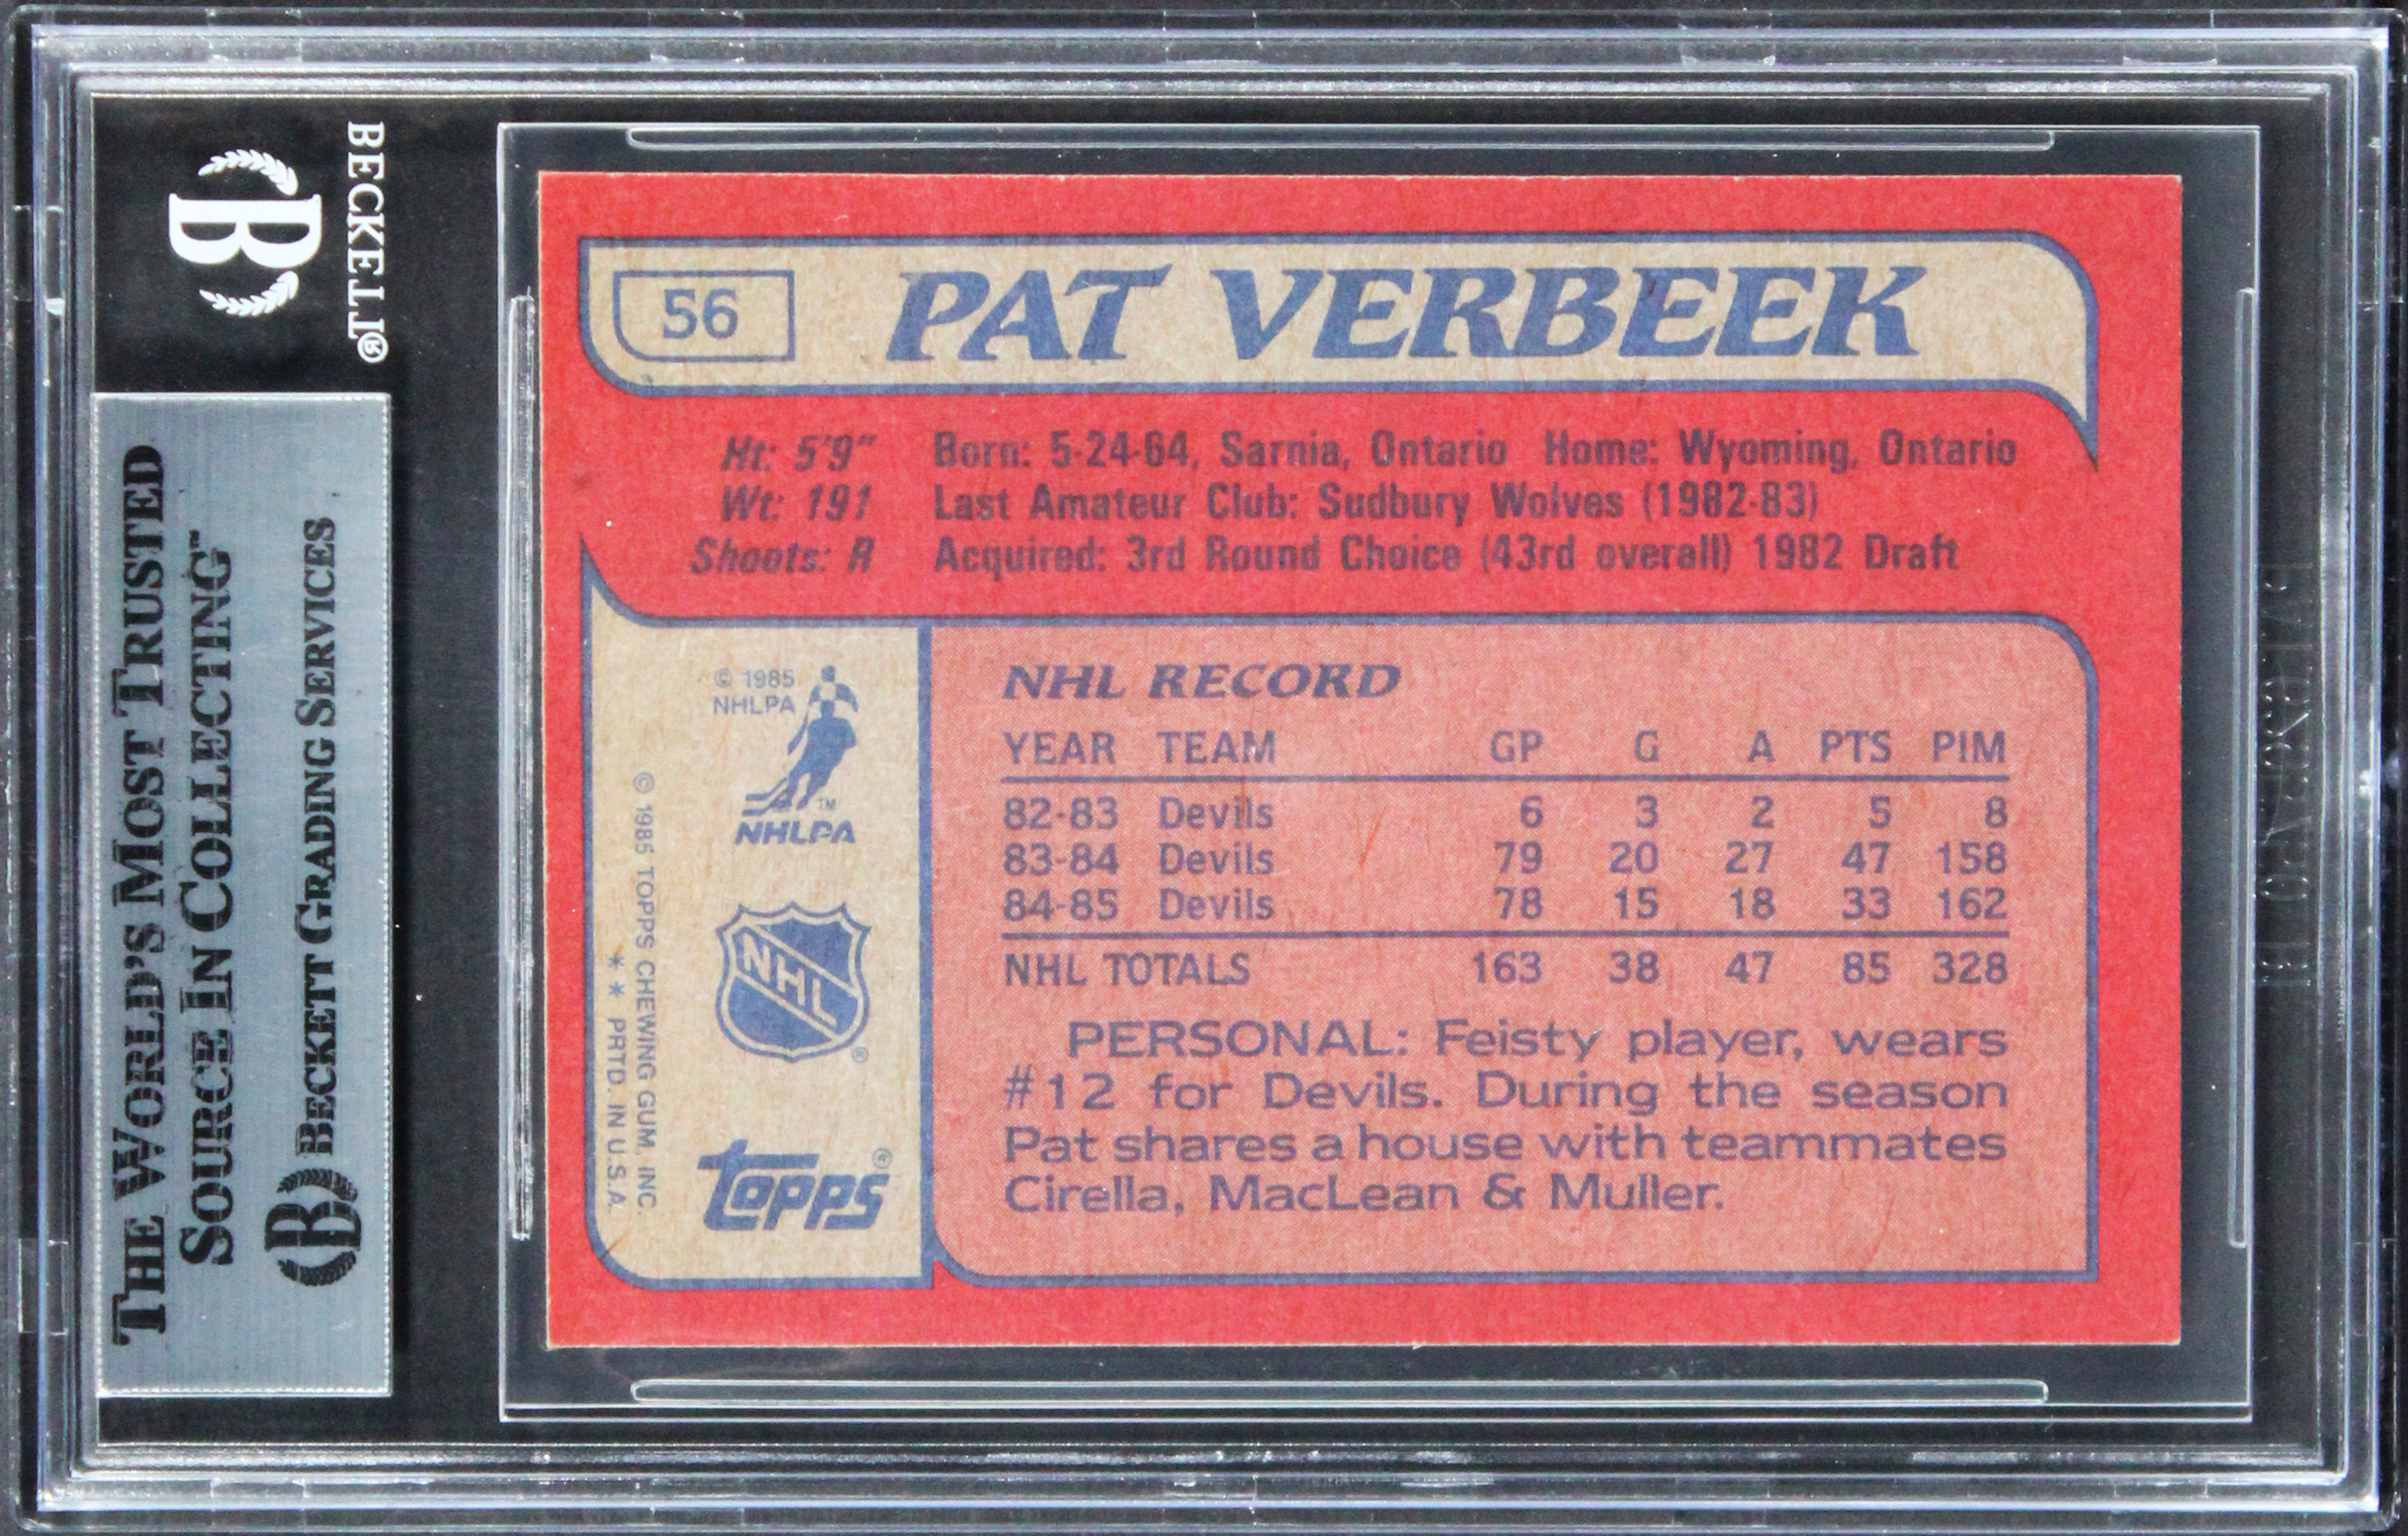 BECKETT®
B
THE WORLD'S MOST TRUSTED
SOURCE IN COLLECTING™
BECKETT GRADING SERVICES
56 PAT VERBEEK
Ht: 5'9" Born: 5-24-64, Sarnia, Ontario Home: Wyoming, Ontario
Wt: 191 Last Amateur Club: Sudbury Wolves (1982-83)
Shoots: R Acquired: 3rd Round Choice (43rd overall) 1982 Draft
© 1985
NHLPA
TM
NHLPA
NHL
®
topps®
© 1985 TOPPS CHEWING GUM, INC.
* * PRTD. IN U.S.A.
NHL RECORD
YEAR TEAM GP G A PTS PIM
82-83 Devils 6 3 2 5 8
83-84 Devils 79 20 27 47 158
84-85 Devils 78 15 18 33 162
NHL TOTALS 163 38 47 85 328
PERSONAL: Feisty player, wears
#12 for Devils. During the season
Pat shares a house with teammates
Cirella, MacLean & Muller.